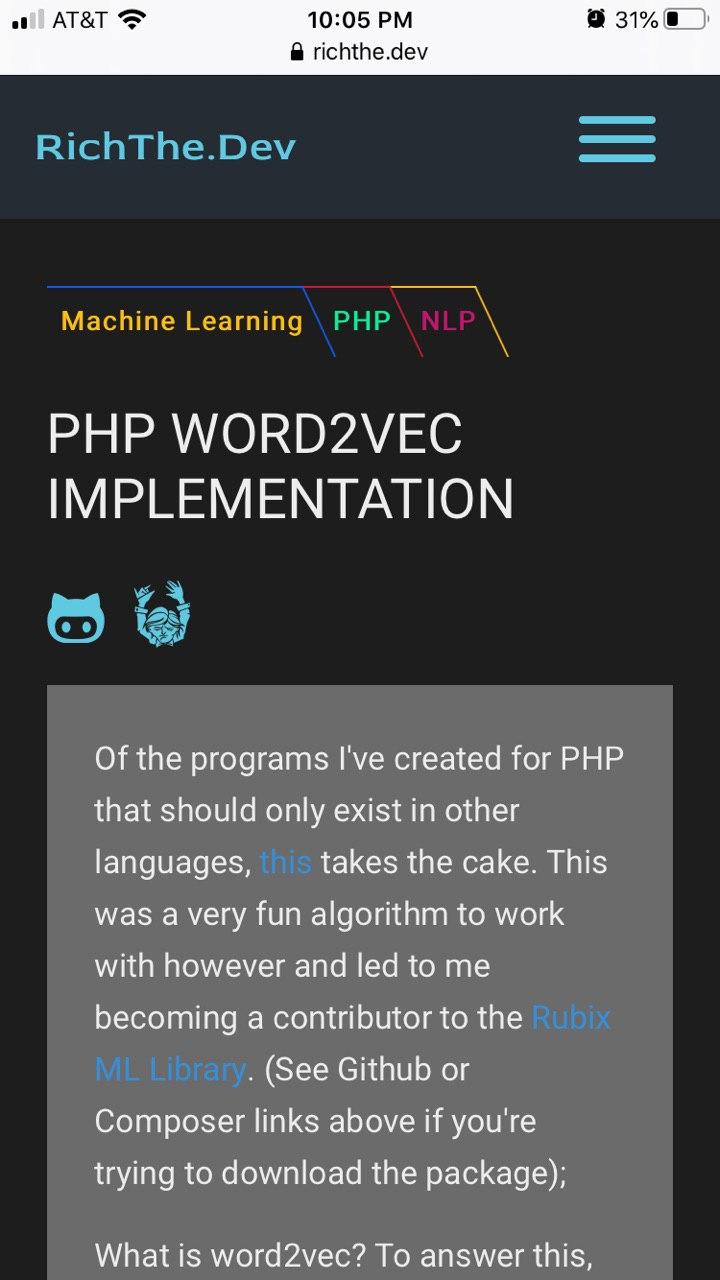 AT&T 10:05 PM 31%
richthe.dev
RichThe.Dev
Machine Learning PHP NLP
PHP WORD2VEC
IMPLEMENTATION
Of the programs I've created for PHP
that should only exist in other
languages, this takes the cake. This
was a very fun algorithm to work
with however and led to me
becoming a contributor to the Rubix
ML Library. (See Github or
Composer links above if you're
trying to download the package);
What is word2vec? To answer this,